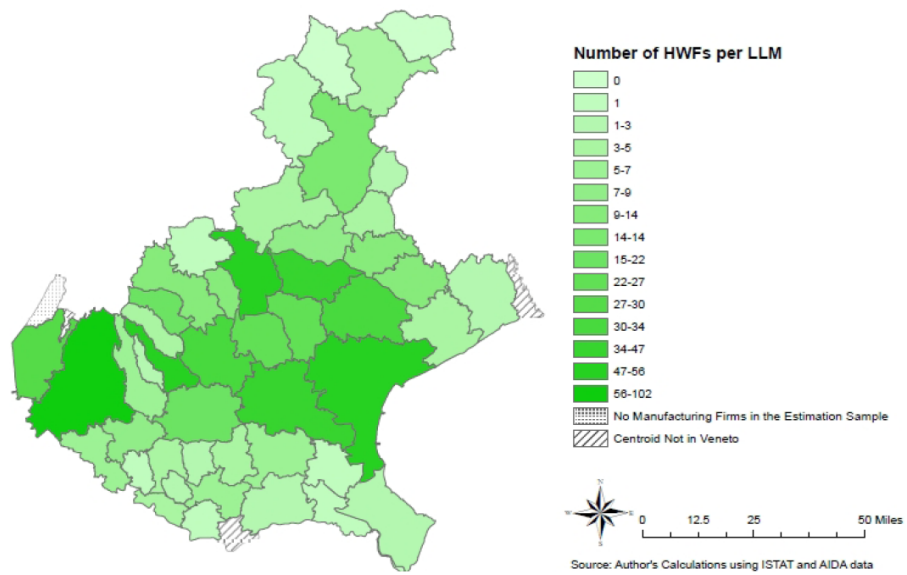 Number of HWFs per LLM
0
1
1-3
3-5
5-7
7-9
9-14
14-14
15-22
22-27
27-30
30-34
34-47
47-56
56-102
No Manufacturing Firms in the Estimation Sample
Centroid Not in Veneto
N
W E
S
0 12.5 25 50 Miles
Source: Author's Calculations using ISTAT and AIDA data